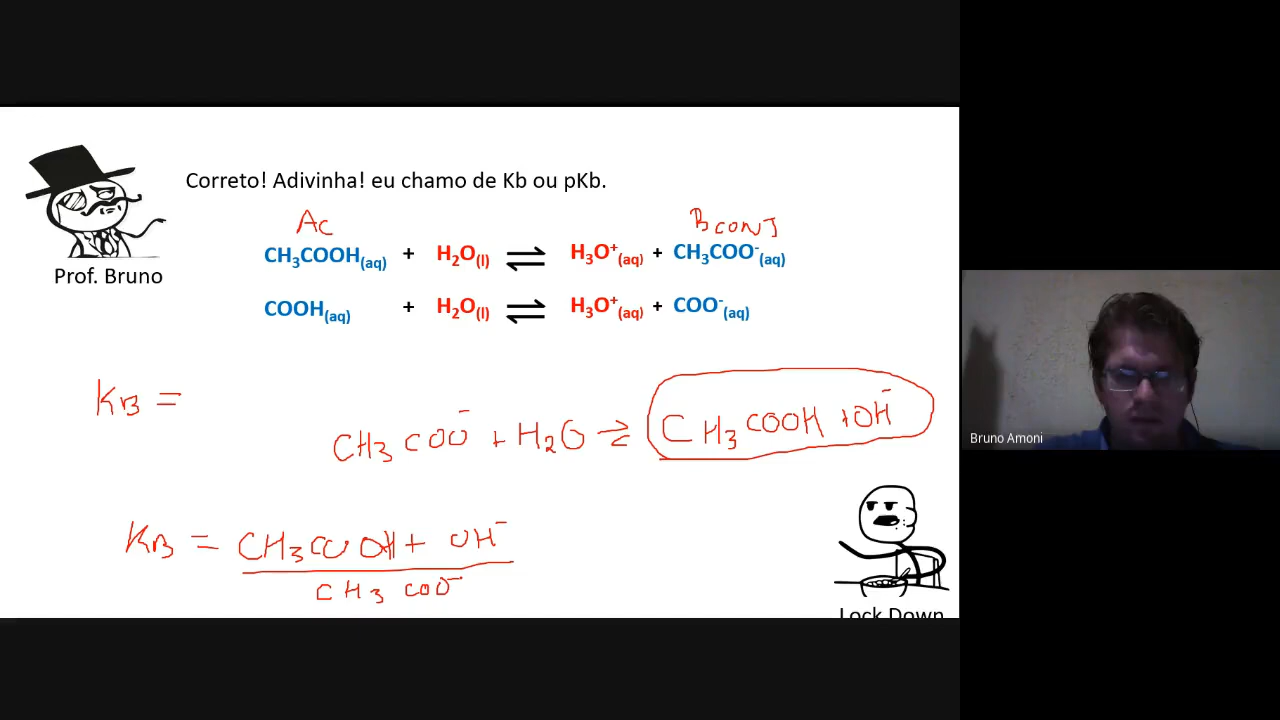 Correto! Adivinha! eu chamo de Kb ou pKb.
Ac
B CONJ
CH₃COOH(aq) + H₂O(l) ⇌ H₃O⁺(aq) + CH₃COO⁻(aq)
Prof. Bruno
COOH(aq) + H₂O(l) ⇌ H₃O⁺(aq) + COO⁻(aq)
KB =
CH₃COO⁻ + H₂O ⇌ CH₃COOH + OH⁻
Bruno Amoni
KB = CH₃COOH + OH⁻
CH₃COO⁻
Lock Down